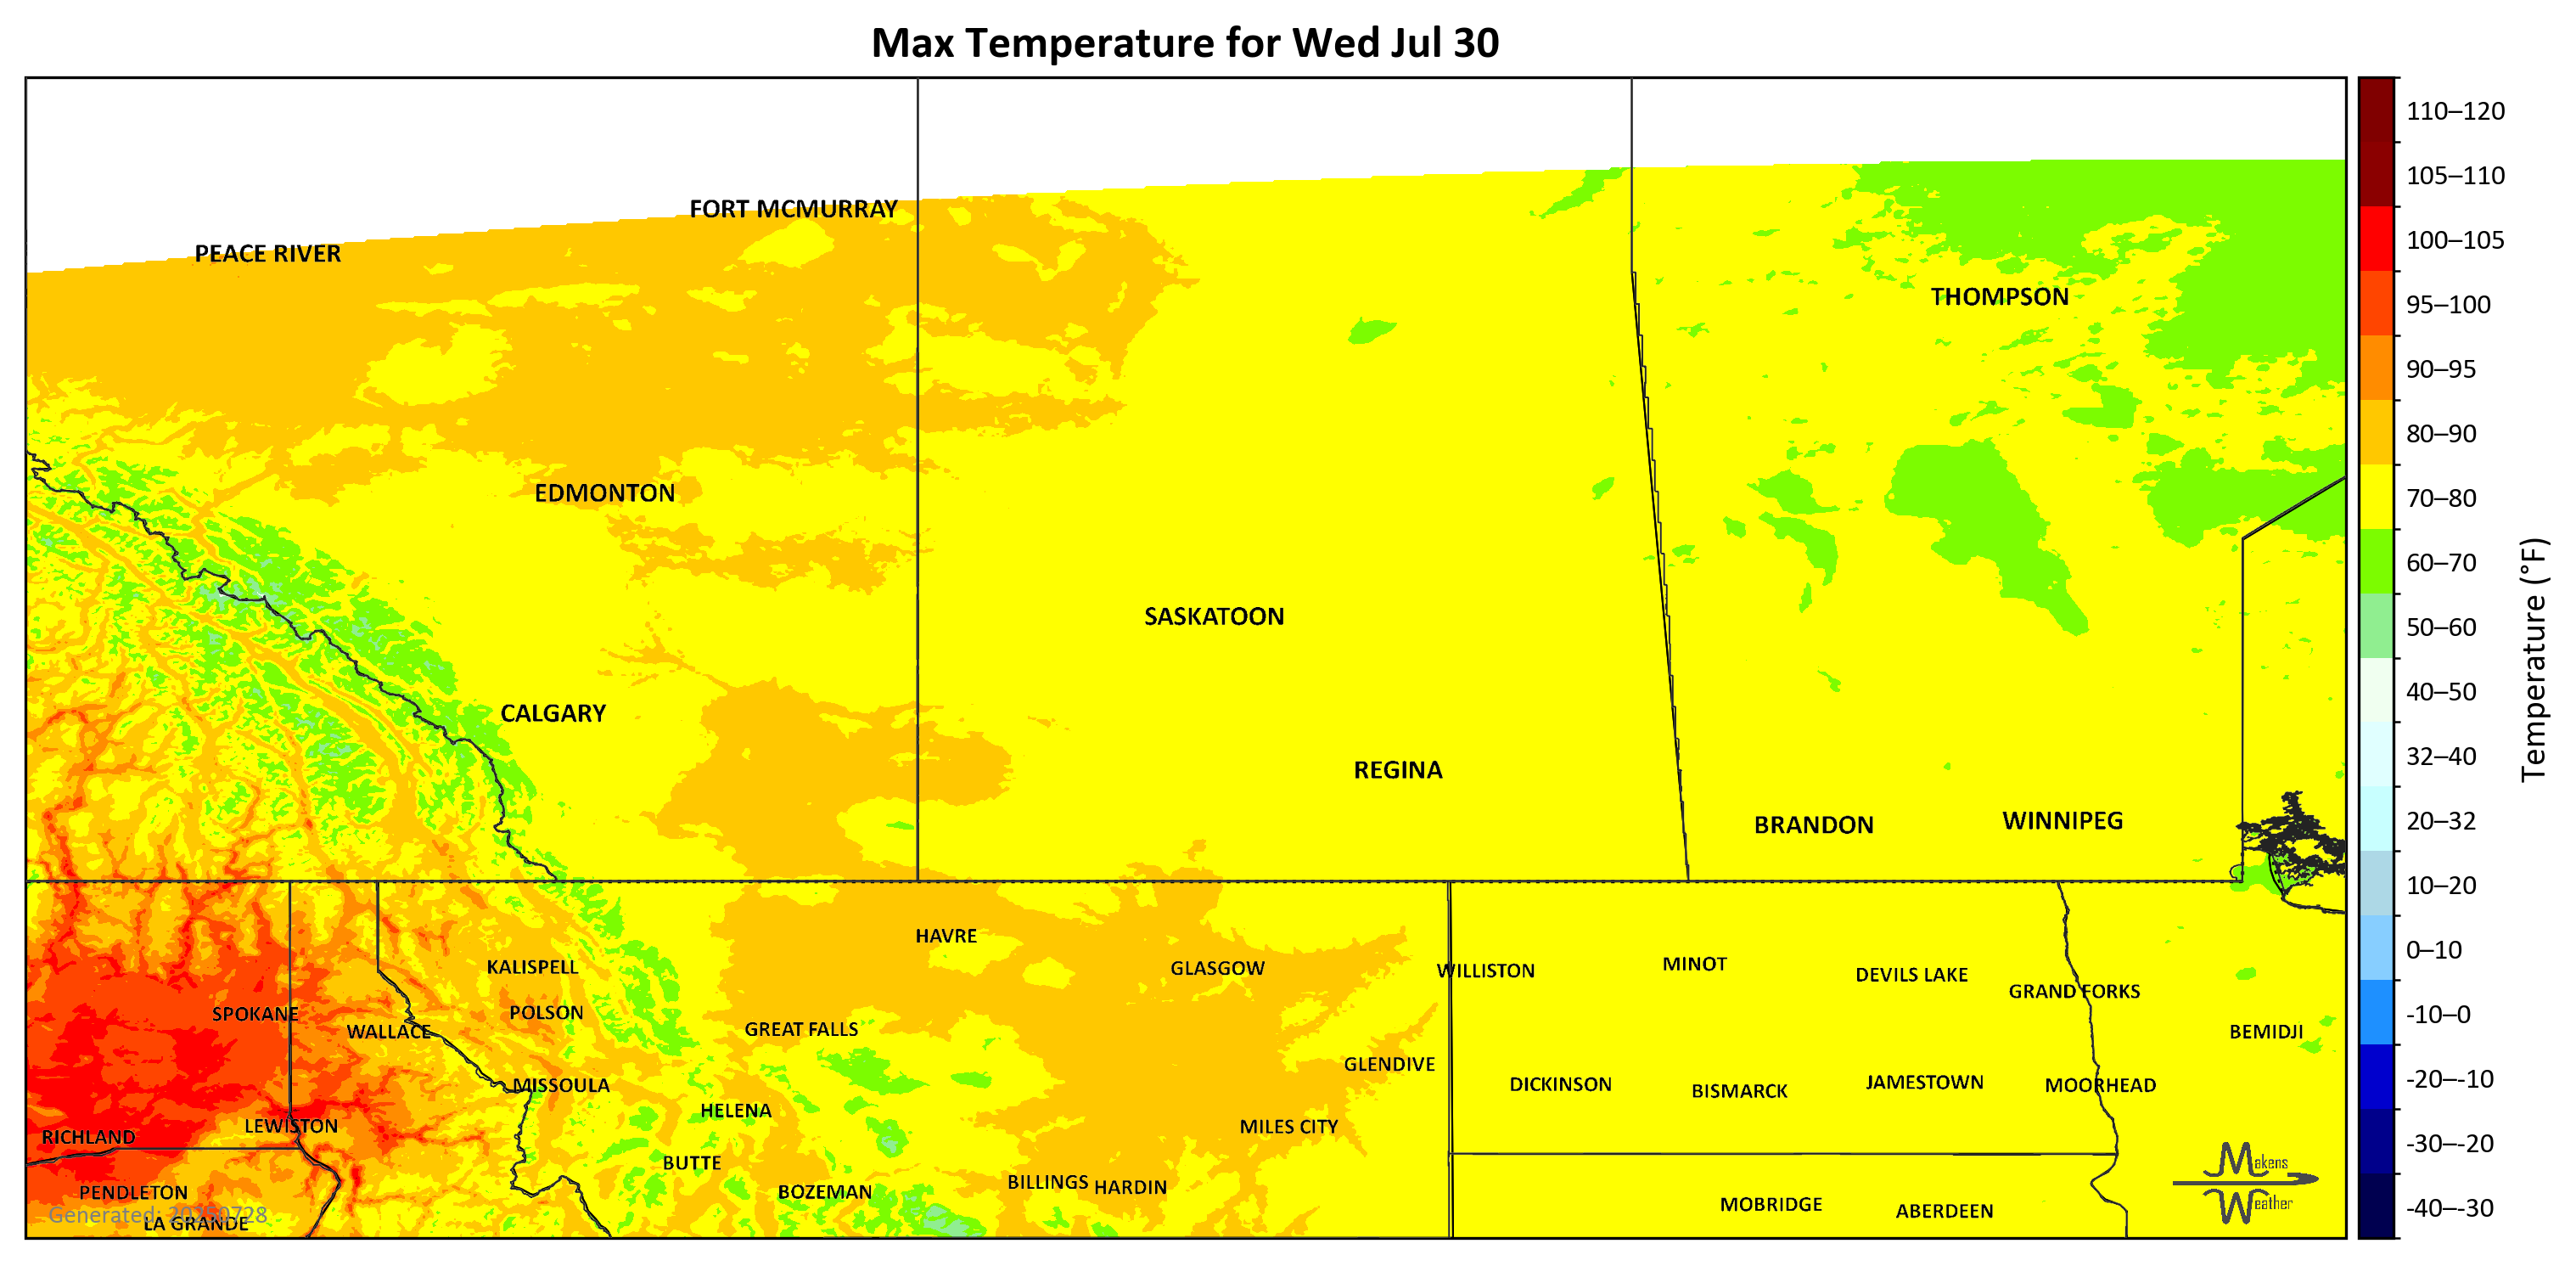 Max Temperature for Wed Jul 30
FORT MCMURRAY
PEACE RIVER
THOMPSON
EDMONTON
SASKATOON
CALGARY
REGINA
BRANDON
WINNIPEG
HAVRE
KALISPELL
GLASGOW
WILLISTON
MINOT
DEVILS LAKE
GRAND FORKS
SPOKANE
POLSON
WALLACE
GREAT FALLS
BEMIDJI
GLENDIVE
MISSOULA
DICKINSON
BISMARCK
JAMESTOWN
MOORHEAD
HELENA
LEWISTON
MILES CITY
RICHLAND
BUTTE
BILLINGS
HARDIN
PENDLETON
BOZEMAN
MOBRIDGE
ABERDEEN
Generated: 20250728
LA GRANDE
Makens
Weather
110–120
105–110
100–105
95–100
90–95
80–90
70–80
60–70
50–60
40–50
32–40
20–32
10–20
0–10
-10–0
-20–-10
-30–-20
-40–-30
Temperature (°F)